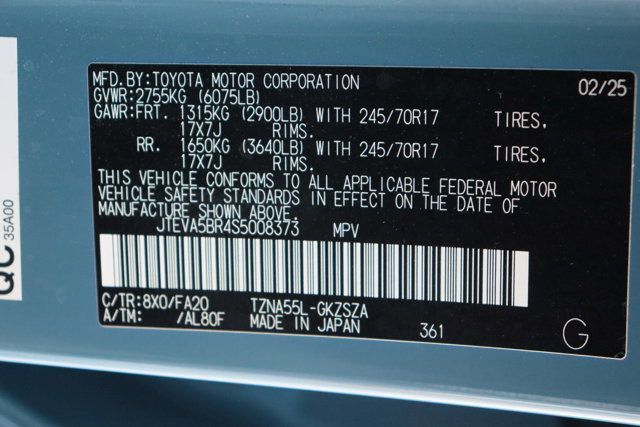 MFD.BY:TOYOTA MOTOR CORPORATION 02/25
GVWR:2755KG (6075LB)
GAWR:FRT. 1315KG (2900LB) WITH 245/70R17 TIRES,
17X7J RIMS.
RR. 1650KG (3640LB) WITH 245/70R17 TIRES,
17X7J RIMS.
THIS VEHICLE CONFORMS TO ALL APPLICABLE FEDERAL MOTOR
VEHICLE SAFETY STANDARDS IN EFFECT ON THE DATE OF
MANUFACTURE SHOWN ABOVE.
JTEVA5BR4S5008373 MPV
C/TR:8X0/FA20 TZNA55L-GKZSZA
A/TM: /AL80F MADE IN JAPAN 361 G
QC
35A00